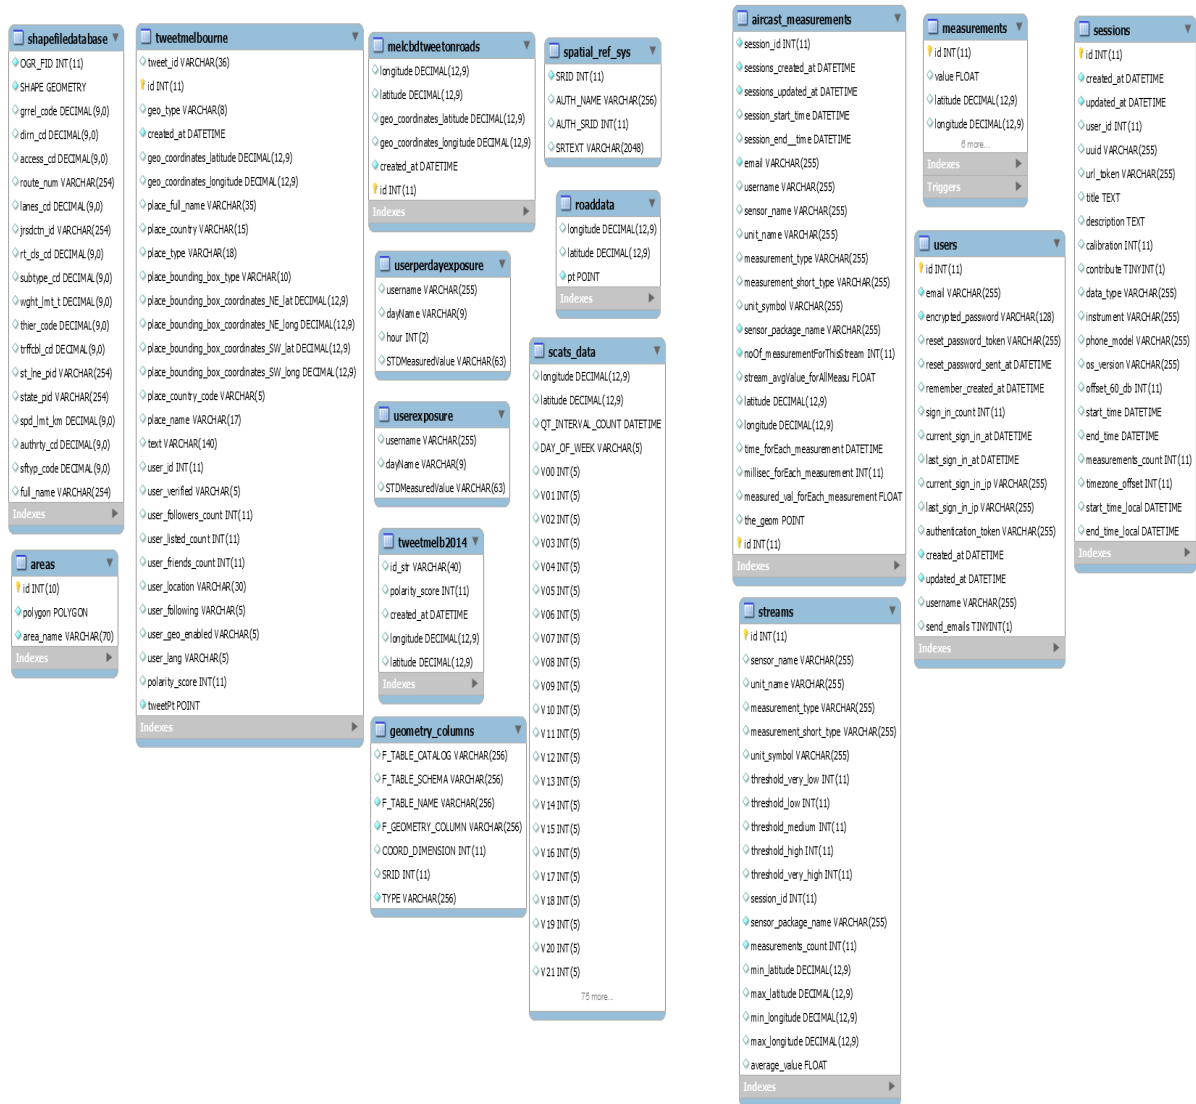 shapefiledatabase
OGR_FID INT(11)
SHAPE GEOMETRY
grrel_code DECIMAL(9,0)
dirn_cd DECIMAL(9,0)
access_cd DECIMAL(9,0)
route_num VARCHAR(254)
lanes_cd DECIMAL(9,0)
jrsdctn_id VARCHAR(254)
rt_cls_cd DECIMAL(9,0)
subtype_cd DECIMAL(9,0)
wght_lmt_t DECIMAL(9,0)
thier_code DECIMAL(9,0)
trffcbl_cd DECIMAL(9,0)
st_lne_pid VARCHAR(254)
state_pid VARCHAR(254)
spd_lmt_km DECIMAL(9,0)
authrty_cd DECIMAL(9,0)
sftyp_code DECIMAL(9,0)
full_name VARCHAR(254)
Indexes
areas
id INT(10)
polygon POLYGON
area_name VARCHAR(70)
Indexes
tweetmelbourne
tweet_id VARCHAR(36)
id INT(11)
geo_type VARCHAR(8)
created_at DATETIME
geo_coordinates_latitude DECIMAL(12,9)
geo_coordinates_longitude DECIMAL(12,9)
place_full_name VARCHAR(35)
place_country VARCHAR(15)
place_type VARCHAR(18)
place_bounding_box_type VARCHAR(10)
place_bounding_box_coordinates_NE_lat DECIMAL(12,9)
place_bounding_box_coordinates_NE_long DECIMAL(12,9)
place_bounding_box_coordinates_SW_lat DECIMAL(12,9)
place_bounding_box_coordinates_SW_long DECIMAL(12,9)
place_country_code VARCHAR(5)
place_name VARCHAR(17)
text VARCHAR(140)
user_id INT(11)
user_verified VARCHAR(5)
user_followers_count INT(11)
user_listed_count INT(11)
user_friends_count INT(11)
user_location VARCHAR(30)
user_following VARCHAR(5)
user_geo_enabled VARCHAR(5)
user_lang VARCHAR(5)
polarity_score INT(11)
tweetPt POINT
Indexes
melcbdtweetonroads
longitude DECIMAL(12,9)
latitude DECIMAL(12,9)
geo_coordinates_latitude DECIMAL(12,9)
geo_coordinates_longitude DECIMAL(12,9)
created_at DATETIME
id INT(11)
Indexes
userperdayexposure
username VARCHAR(255)
dayName VARCHAR(9)
hour INT(2)
STDMeasuredValue VARCHAR(63)
userexposure
username VARCHAR(255)
dayName VARCHAR(9)
STDMeasuredValue VARCHAR(63)
tweetmelb2014
id_str VARCHAR(40)
polarity_score INT(11)
created_at DATETIME
longitude DECIMAL(12,9)
latitude DECIMAL(12,9)
Indexes
geometry_columns
F_TABLE_CATALOG VARCHAR(256)
F_TABLE_SCHEMA VARCHAR(256)
F_TABLE_NAME VARCHAR(256)
F_GEOMETRY_COLUMN VARCHAR(256)
COORD_DIMENSION INT(11)
SRID INT(11)
TYPE VARCHAR(256)
spatial_ref_sys
SRID INT(11)
AUTH_NAME VARCHAR(256)
AUTH_SRID INT(11)
SRTEXT VARCHAR(2048)
roaddata
longitude DECIMAL(12,9)
latitude DECIMAL(12,9)
pt POINT
Indexes
scats_data
longitude DECIMAL(12,9)
latitude DECIMAL(12,9)
QT_INTERVAL_COUNT DATETIME
DAY_OF_WEEK VARCHAR(5)
V00 INT(5)
V01 INT(5)
V02 INT(5)
V03 INT(5)
V04 INT(5)
V05 INT(5)
V06 INT(5)
V07 INT(5)
V08 INT(5)
V09 INT(5)
V10 INT(5)
V11 INT(5)
V12 INT(5)
V13 INT(5)
V14 INT(5)
V15 INT(5)
V16 INT(5)
V17 INT(5)
V18 INT(5)
V19 INT(5)
V20 INT(5)
V21 INT(5)
75 more...
aircast_measurements
session_id INT(11)
sessions_created_at DATETIME
sessions_updated_at DATETIME
session_start_time DATETIME
session_end__time DATETIME
email VARCHAR(255)
username VARCHAR(255)
sensor_name VARCHAR(255)
unit_name VARCHAR(255)
measurement_type VARCHAR(255)
measurement_short_type VARCHAR(255)
unit_symbol VARCHAR(255)
sensor_package_name VARCHAR(255)
noOf_measurementForThisStream INT(11)
stream_avgValue_forAllMeasu FLOAT
latitude DECIMAL(12,9)
longitude DECIMAL(12,9)
time_forEach_measurement DATETIME
millisec_forEach_measurement INT(11)
measured_val_forEach_measurement FLOAT
the_geom POINT
id INT(11)
Indexes
streams
id INT(11)
sensor_name VARCHAR(255)
unit_name VARCHAR(255)
measurement_type VARCHAR(255)
measurement_short_type VARCHAR(255)
unit_symbol VARCHAR(255)
threshold_very_low INT(11)
threshold_low INT(11)
threshold_medium INT(11)
threshold_high INT(11)
threshold_very_high INT(11)
session_id INT(11)
sensor_package_name VARCHAR(255)
measurements_count INT(11)
min_latitude DECIMAL(12,9)
max_latitude DECIMAL(12,9)
min_longitude DECIMAL(12,9)
max_longitude DECIMAL(12,9)
average_value FLOAT
Indexes
measurements
id INT(11)
value FLOAT
latitude DECIMAL(12,9)
longitude DECIMAL(12,9)
6 more...
Indexes
Triggers
users
id INT(11)
email VARCHAR(255)
encrypted_password VARCHAR(128)
reset_password_token VARCHAR(255)
reset_password_sent_at DATETIME
remember_created_at DATETIME
sign_in_count INT(11)
current_sign_in_at DATETIME
last_sign_in_at DATETIME
current_sign_in_ip VARCHAR(255)
last_sign_in_ip VARCHAR(255)
authentication_token VARCHAR(255)
created_at DATETIME
updated_at DATETIME
username VARCHAR(255)
send_emails TINYINT(1)
Indexes
sessions
id INT(11)
created_at DATETIME
updated_at DATETIME
user_id INT(11)
uuid VARCHAR(255)
url_token VARCHAR(255)
title TEXT
description TEXT
calibration INT(11)
contribute TINYINT(1)
data_type VARCHAR(255)
instrument VARCHAR(255)
phone_model VARCHAR(255)
os_version VARCHAR(255)
offset_60_db INT(11)
start_time DATETIME
end_time DATETIME
measurements_count INT(11)
timezone_offset INT(11)
start_time_local DATETIME
end_time_local DATETIME
Indexes